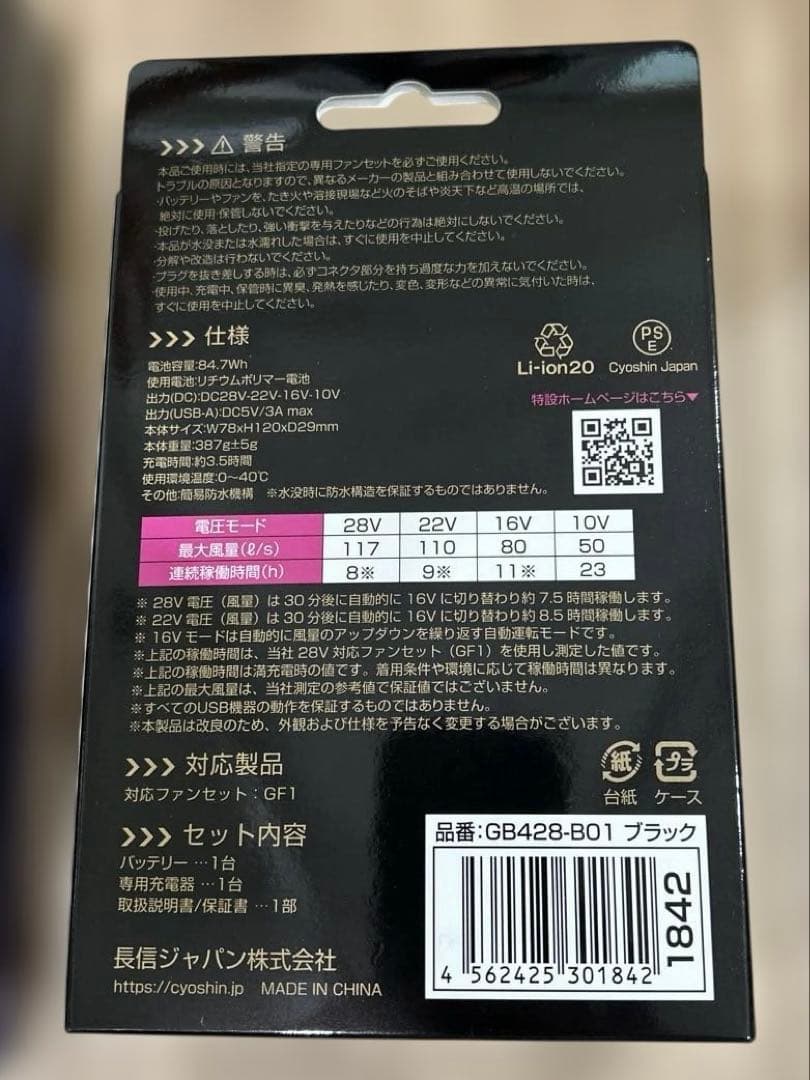 >>> ⚠ 警告
本品ご使用時には、当社指定の専用ファンセットを必ずご使用ください。
トラブルの原因となりますので、異なるメーカーの製品と組み合わせて使用しないでください。
・バッテリーやファンを、たき火や溶接現場など火のそばや炎天下など高温の場所では、
絶対に使用・保管しないでください。
・投げたり、落としたり、強い衝撃を与えたりなどの行為は絶対にしないでください。
・本品が水没または水濡れした場合は、すぐに使用を中止してください。
・分解や改造は行わないでください。
・プラグを抜き差しする時は、必ずコネクタ部分を持ち過度な力を加えないでください。
・使用中、充電中、保管時に異臭、発熱を感じたり、変色、変形などの異常に気付いた時は、
すぐに使用を中止してください。
>>> 仕様
電池容量:84.7Wh
使用電池:リチウムポリマー電池
出力(DC):DC28V-22V-16V-10V
出力(USB-A):DC5V/3A max
本体サイズ:W78xH120xD29mm
本体重量:387g±5g
充電時間:約3.5時間
使用環境温度:0～40℃
その他:簡易防水機構 ※水没時に防水構造を保証するものではありません。
Li-ion20
PSE
Cyoshin Japan
特設ホームページはこちら▼
電圧モード 28V 22V 16V 10V
最大風量(ℓ/s) 117 110 80 50
連続稼働時間(h) 8※ 9※ 11※ 23
※ 28V 電圧（風量）は 30 分後に自動的に 16V に切り替わり約 7.5 時間稼働します。
※ 22V 電圧（風量）は 30 分後に自動的に 16V に切り替わり約 8.5 時間稼働します。
※ 16V モードは自動的に風量のアップダウンを繰り返す自動運転モードです。
※上記の稼働時間は、当社 28V 対応ファンセット（GF1）を使用し測定した値です。
※上記の稼働時間は満充電時の値です。着用条件や環境に応じて稼働時間は異なります。
※上記の最大風量は、当社測定の参考値で保証値ではございません。
※すべてのUSB機器の動作を保証するものではありません。
※本製品は改良のため、外観および仕様を予告なく変更する場合がございます。
>>> 対応製品
対応ファンセット：GF1
紙
台紙
プラ
ケース
>>> セット内容
バッテリー …1台
専用充電器 …1台
取扱説明書/保証書 …1部
長信ジャパン株式会社
https://cyoshin.jp MADE IN CHINA
品番:GB428-B01 ブラック
4 562425 301842
1842